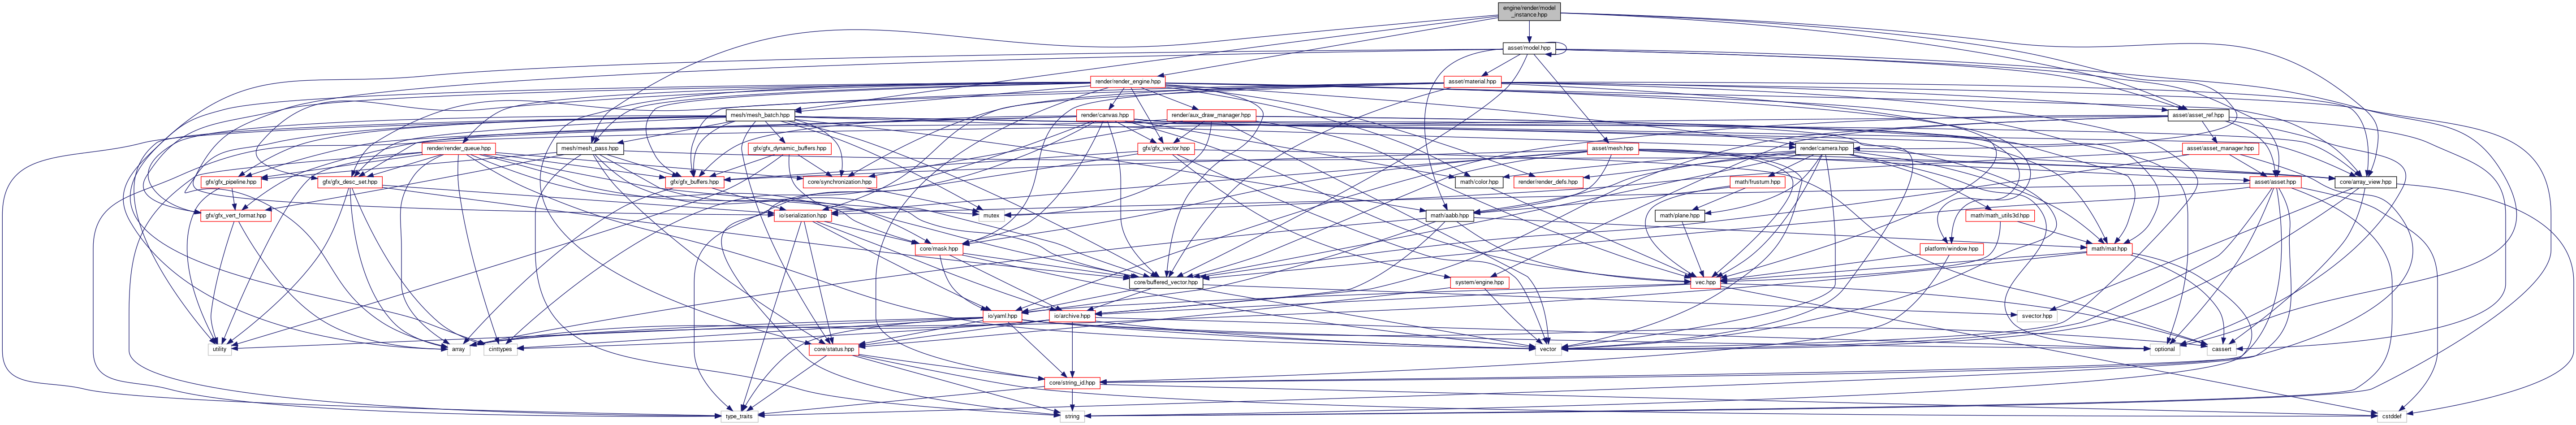 engine/render/model
_instance.hpp
asset/model.hpp
render/render_engine.hpp
asset/material.hpp
mesh/mesh_batch.hpp
render/canvas.hpp
render/aux_draw_manager.hpp
asset/asset_ref.hpp
render/render_queue.hpp
mesh/mesh_pass.hpp
gfx/gfx_dynamic_buffers.hpp
gfx/gfx_vector.hpp
asset/mesh.hpp
render/camera.hpp
asset/asset_manager.hpp
gfx/gfx_pipeline.hpp
gfx/gfx_desc_set.hpp
gfx/gfx_buffers.hpp
core/synchronization.hpp
math/color.hpp
render/render_defs.hpp
math/frustum.hpp
asset/asset.hpp
core/array_view.hpp
gfx/gfx_vert_format.hpp
io/serialization.hpp
mutex
math/aabb.hpp
math/plane.hpp
math/math_utils3d.hpp
core/mask.hpp
platform/window.hpp
math/mat.hpp
core/buffered_vector.hpp
system/engine.hpp
vec.hpp
io/yaml.hpp
io/archive.hpp
svector.hpp
utility
array
cinttypes
core/status.hpp
vector
optional
cassert
core/string_id.hpp
type_traits
string
cstddef